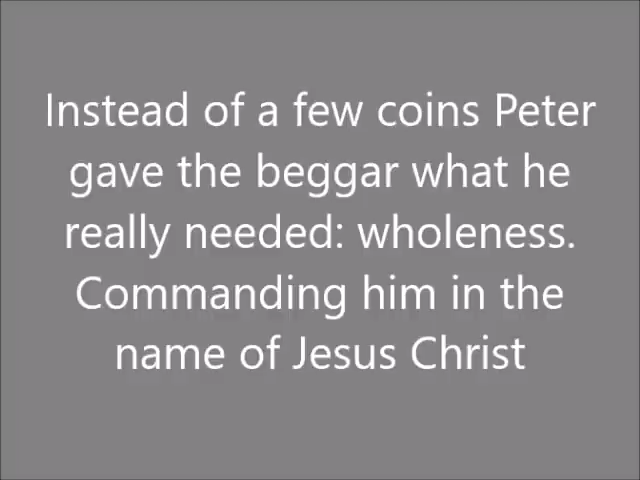 Instead of a few coins Peter
gave the beggar what he
really needed: wholeness.
Commanding him in the
name of Jesus Christ